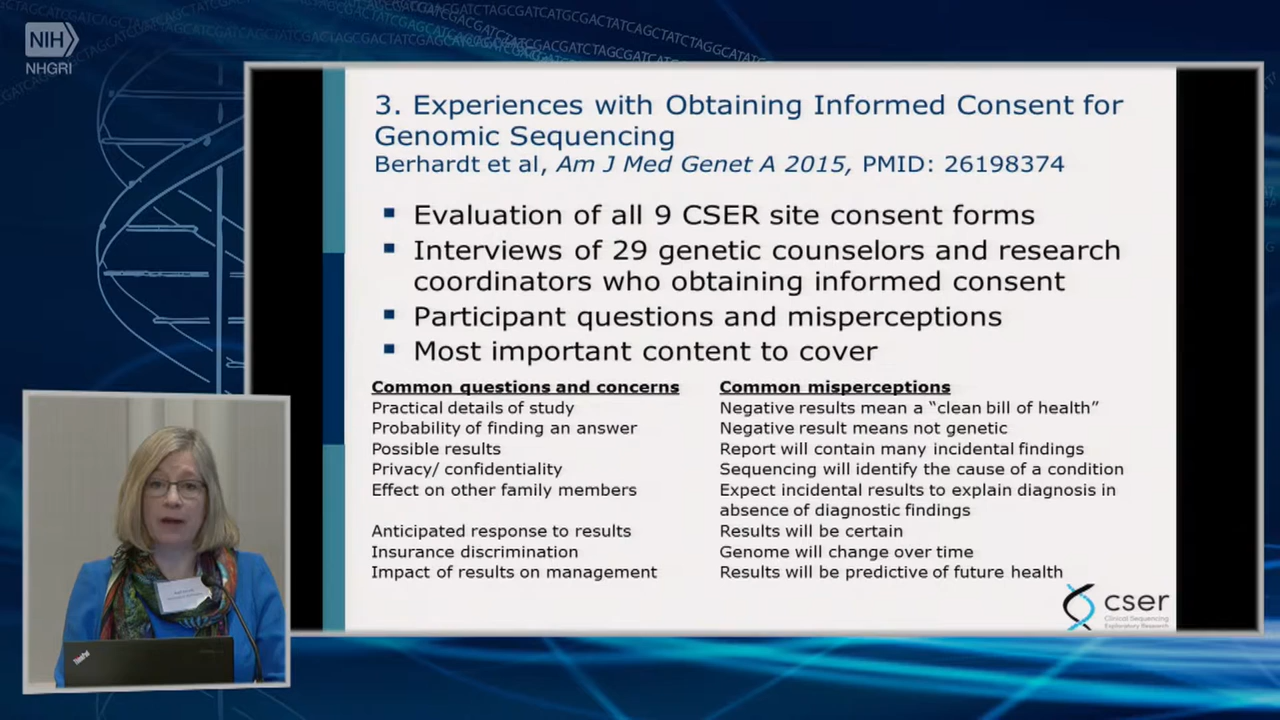 NIH
NHGRI
3. Experiences with Obtaining Informed Consent for
Genomic Sequencing
Berhardt et al, Am J Med Genet A 2015, PMID: 26198374
Evaluation of all 9 CSER site consent forms
Interviews of 29 genetic counselors and research
coordinators who obtaining informed consent
Participant questions and misperceptions
Most important content to cover
Common questions and concerns
Practical details of study
Probability of finding an answer
Possible results
Privacy/ confidentiality
Effect on other family members
Anticipated response to results
Insurance discrimination
Impact of results on management
Common misperceptions
Negative results mean a “clean bill of health”
Negative result means not genetic
Report will contain many incidental findings
Sequencing will identify the cause of a condition
Expect incidental results to explain diagnosis in
absence of diagnostic findings
Results will be certain
Genome will change over time
Results will be predictive of future health
cser
Clinical Sequencing
Exploratory Research
ThinkPad